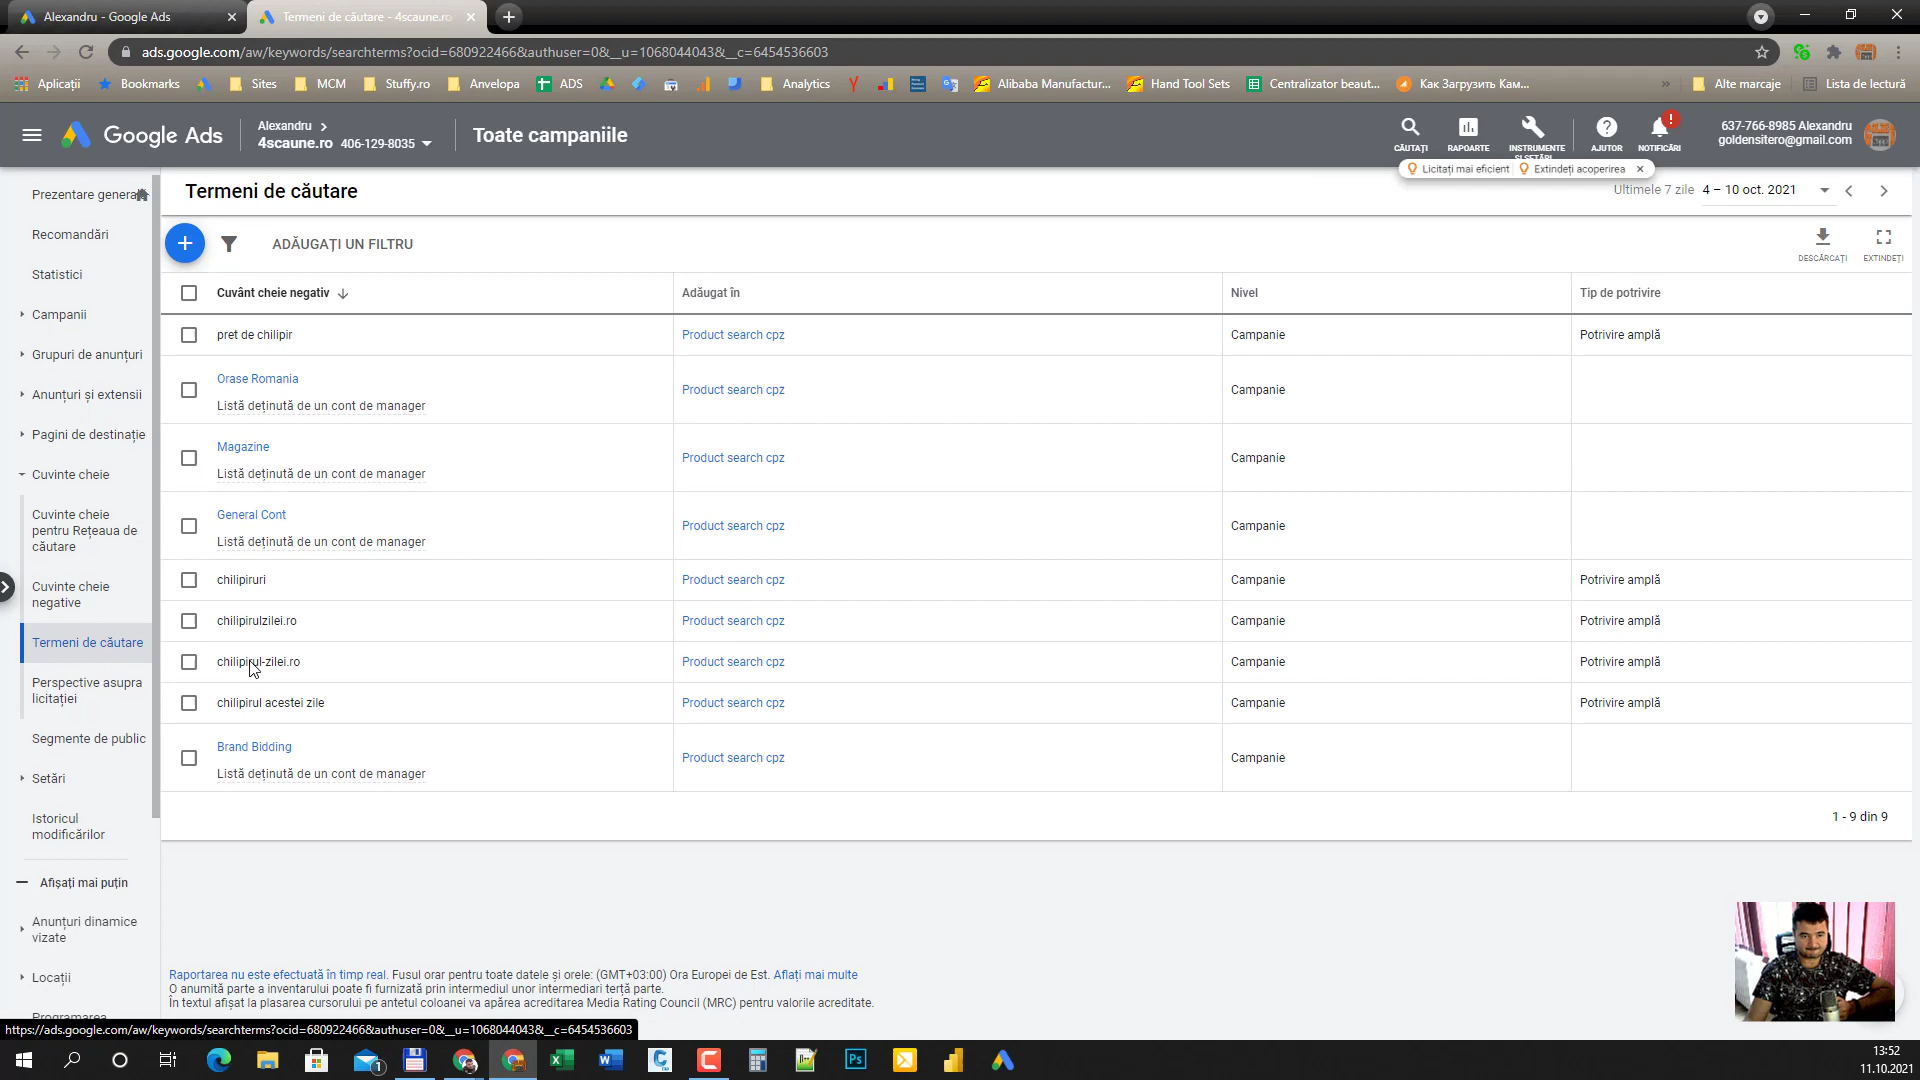 Alexandru - Google Ads
Termeni de căutare - 4scaune.ro
ads.google.com/aw/keywords/searchterms?ocid=680922466&authuser=0&__u=1068044043&__c=6454536603
Aplicații
Bookmarks
Sites
MCM
Stuffy.ro
Anvelopa
ADS
Analytics
Alibaba Manufactur...
Hand Tool Sets
Centralizator beaut...
Как Загрузить Кам...
Alte marcaje
Lista de lectură
Google Ads
Alexandru
4scaune.ro 406-129-8035
Toate campaniile
CĂUTAȚI
RAPOARTE
INSTRUMENTE
AJUTOR
NOTIFICĂRI
637-766-8985 Alexandru
goldensitero@gmail.com
Licitați mai eficient
Extindeți acoperirea
Termeni de căutare
Ultimele 7 zile
4 – 10 oct. 2021
ADĂUGAȚI UN FILTRU
DESCĂRCAȚI
EXTINDEȚI
Prezentare genera
Recomandări
Statistici
Campanii
Grupuri de anunțuri
Anunțuri și extensii
Pagini de destinație
Cuvinte cheie
Cuvinte cheie
pentru Rețeaua de
căutare
Cuvinte cheie
negative
Termeni de căutare
Perspective asupra
licitației
Segmente de public
Setări
Istoricul
modificărilor
Afișați mai puțin
Anunțuri dinamice
vizate
Locații
Programarea
Cuvânt cheie negativ
Adăugat în
Nivel
Tip de potrivire
pret de chilipir
Product search cpz
Campanie
Potrivire amplă
Orase Romania
Listă deținută de un cont de manager
Product search cpz
Campanie
Magazine
Listă deținută de un cont de manager
Product search cpz
Campanie
General Cont
Listă deținută de un cont de manager
Product search cpz
Campanie
chilipiruri
Product search cpz
Campanie
Potrivire amplă
chilipirulzilei.ro
Product search cpz
Campanie
Potrivire amplă
chilipirul-zilei.ro
Product search cpz
Campanie
Potrivire amplă
chilipirul acestei zile
Product search cpz
Campanie
Potrivire amplă
Brand Bidding
Listă deținută de un cont de manager
Product search cpz
Campanie
1 - 9 din 9
Raportarea nu este efectuată în timp real. Fusul orar pentru toate datele și orele: (GMT+03:00) Ora Europei de Est. Aflați mai multe
O anumită parte a inventarului poate fi furnizată prin intermediul unor intermediari terță parte.
În textul afișat la plasarea cursorului pe antetul coloanei va apărea acreditarea Media Rating Council (MRC) pentru valorile acreditate.
https://ads.google.com/aw/keywords/searchterms?ocid=680922466&authuser=0&__u=1068044043&__c=6454536603
13:52
11.10.2021